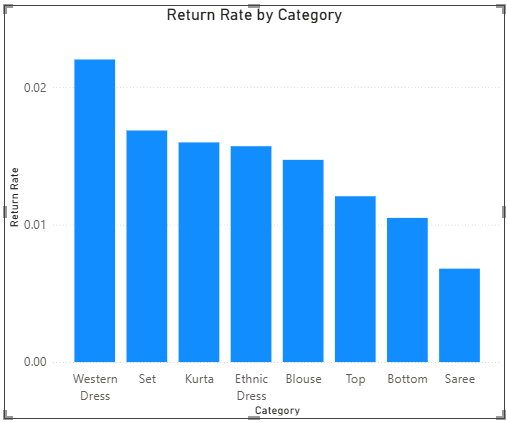 Return Rate by Category
Return Rate
0.02
0.01
0.00
Western Dress
Set
Kurta
Ethnic Dress
Blouse
Top
Bottom
Saree
Category